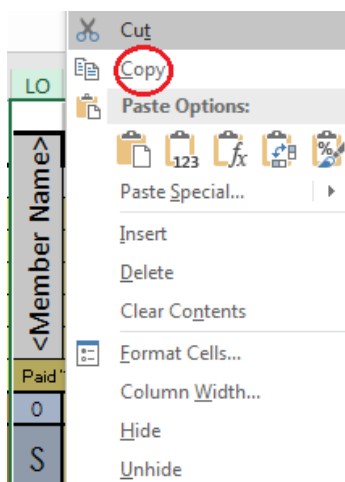 Cut
Copy
LO
Paste Options:
123
fx
%
Paste Special...
Insert
Delete
Clear Contents
Format Cells...
Column Width...
Hide
Unhide
<Member Name>
Paid"
0
S